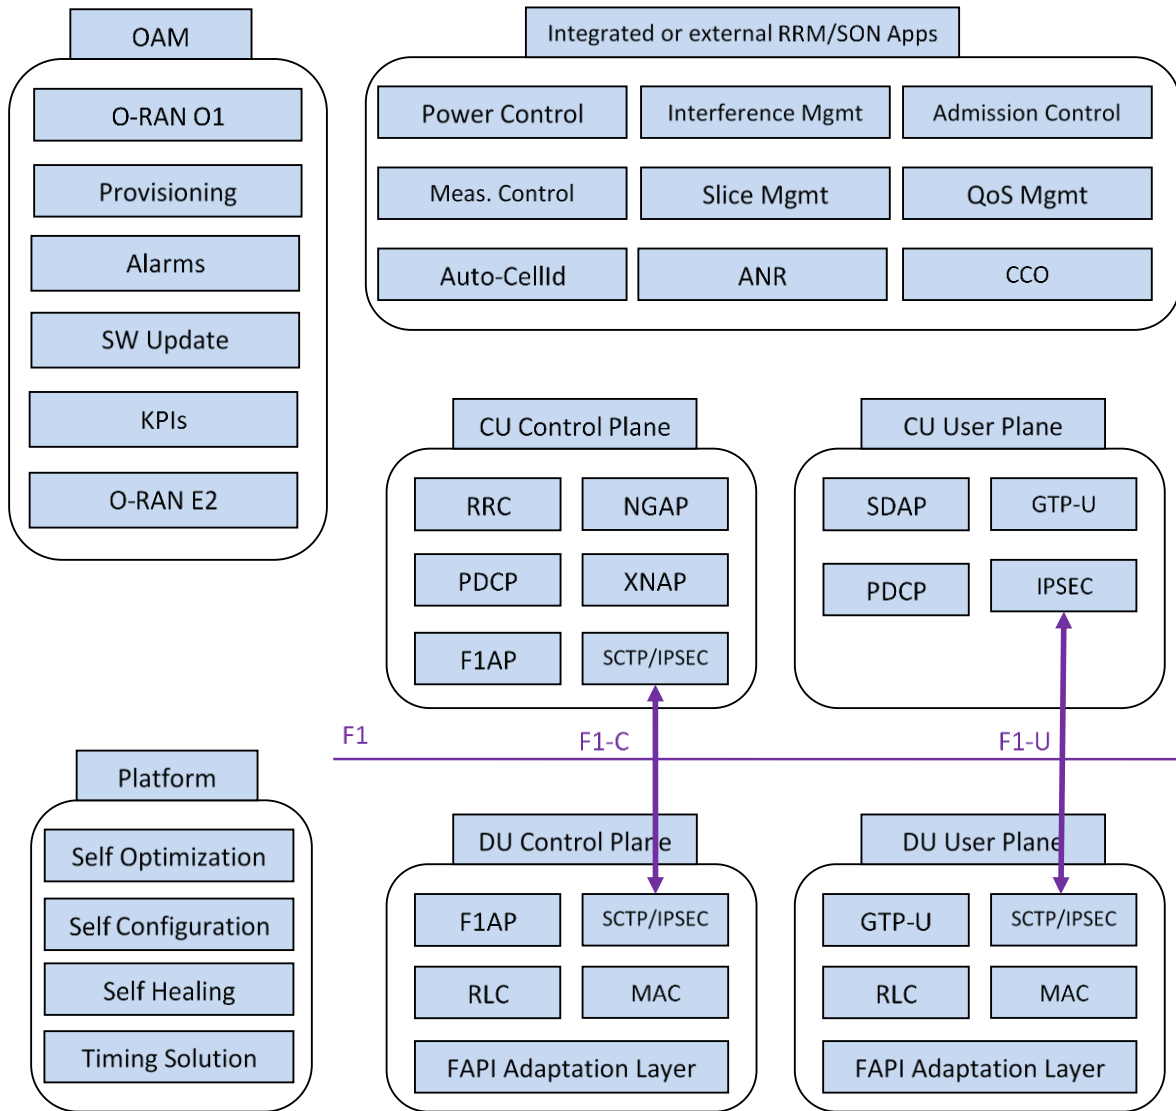 OAM
O-RAN O1
Provisioning
Alarms
SW Update
KPIs
O-RAN E2
Integrated or external RRM/SON Apps
Power Control
Interference Mgmt
Admission Control
Meas. Control
Slice Mgmt
QoS Mgmt
Auto-CellId
ANR
CCO
CU Control Plane
RRC
NGAP
PDCP
XNAP
F1AP
SCTP/IPSEC
CU User Plane
SDAP
GTP-U
PDCP
IPSEC
F1
F1-C
F1-U
Platform
Self Optimization
Self Configuration
Self Healing
Timing Solution
DU Control Plane
F1AP
SCTP/IPSEC
RLC
MAC
FAPI Adaptation Layer
DU User Plane
GTP-U
SCTP/IPSEC
RLC
MAC
FAPI Adaptation Layer